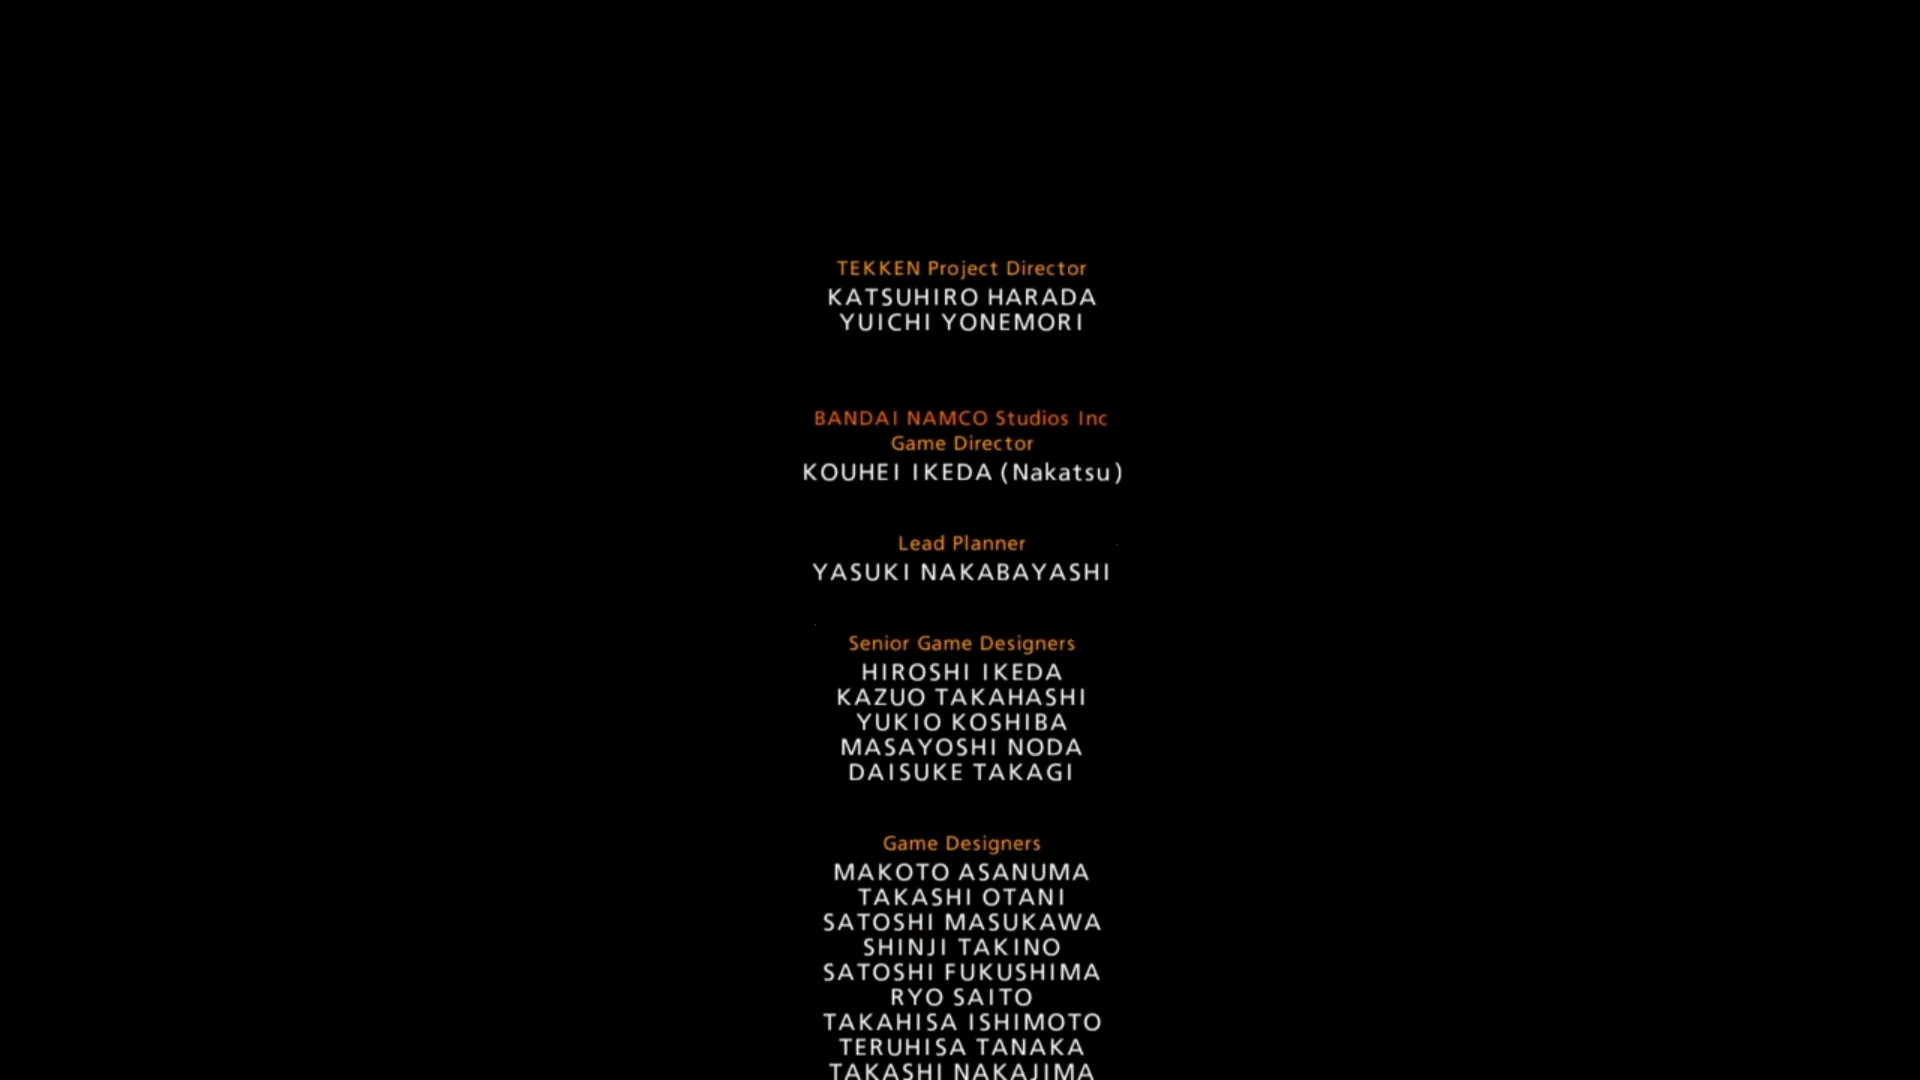 TEKKEN Project Director
KATSUHIRO HARADA
YUICHI YONEMORI
BANDAI NAMCO Studios Inc
Game Director
KOUHEI IKEDA (Nakatsu)
Lead Planner
YASUKI NAKABAYASHI
Senior Game Designers
HIROSHI IKEDA
KAZUO TAKAHASHI
YUKIO KOSHIBA
MASAYOSHI NODA
DAISUKE TAKAGI
Game Designers
MAKOTO ASANUMA
TAKASHI OTANI
SATOSHI MASUKAWA
SHINJI TAKINO
SATOSHI FUKUSHIMA
RYO SAITO
TAKAHISA ISHIMOTO
TERUHISA TANAKA
TAKASHI NAKAJIMA